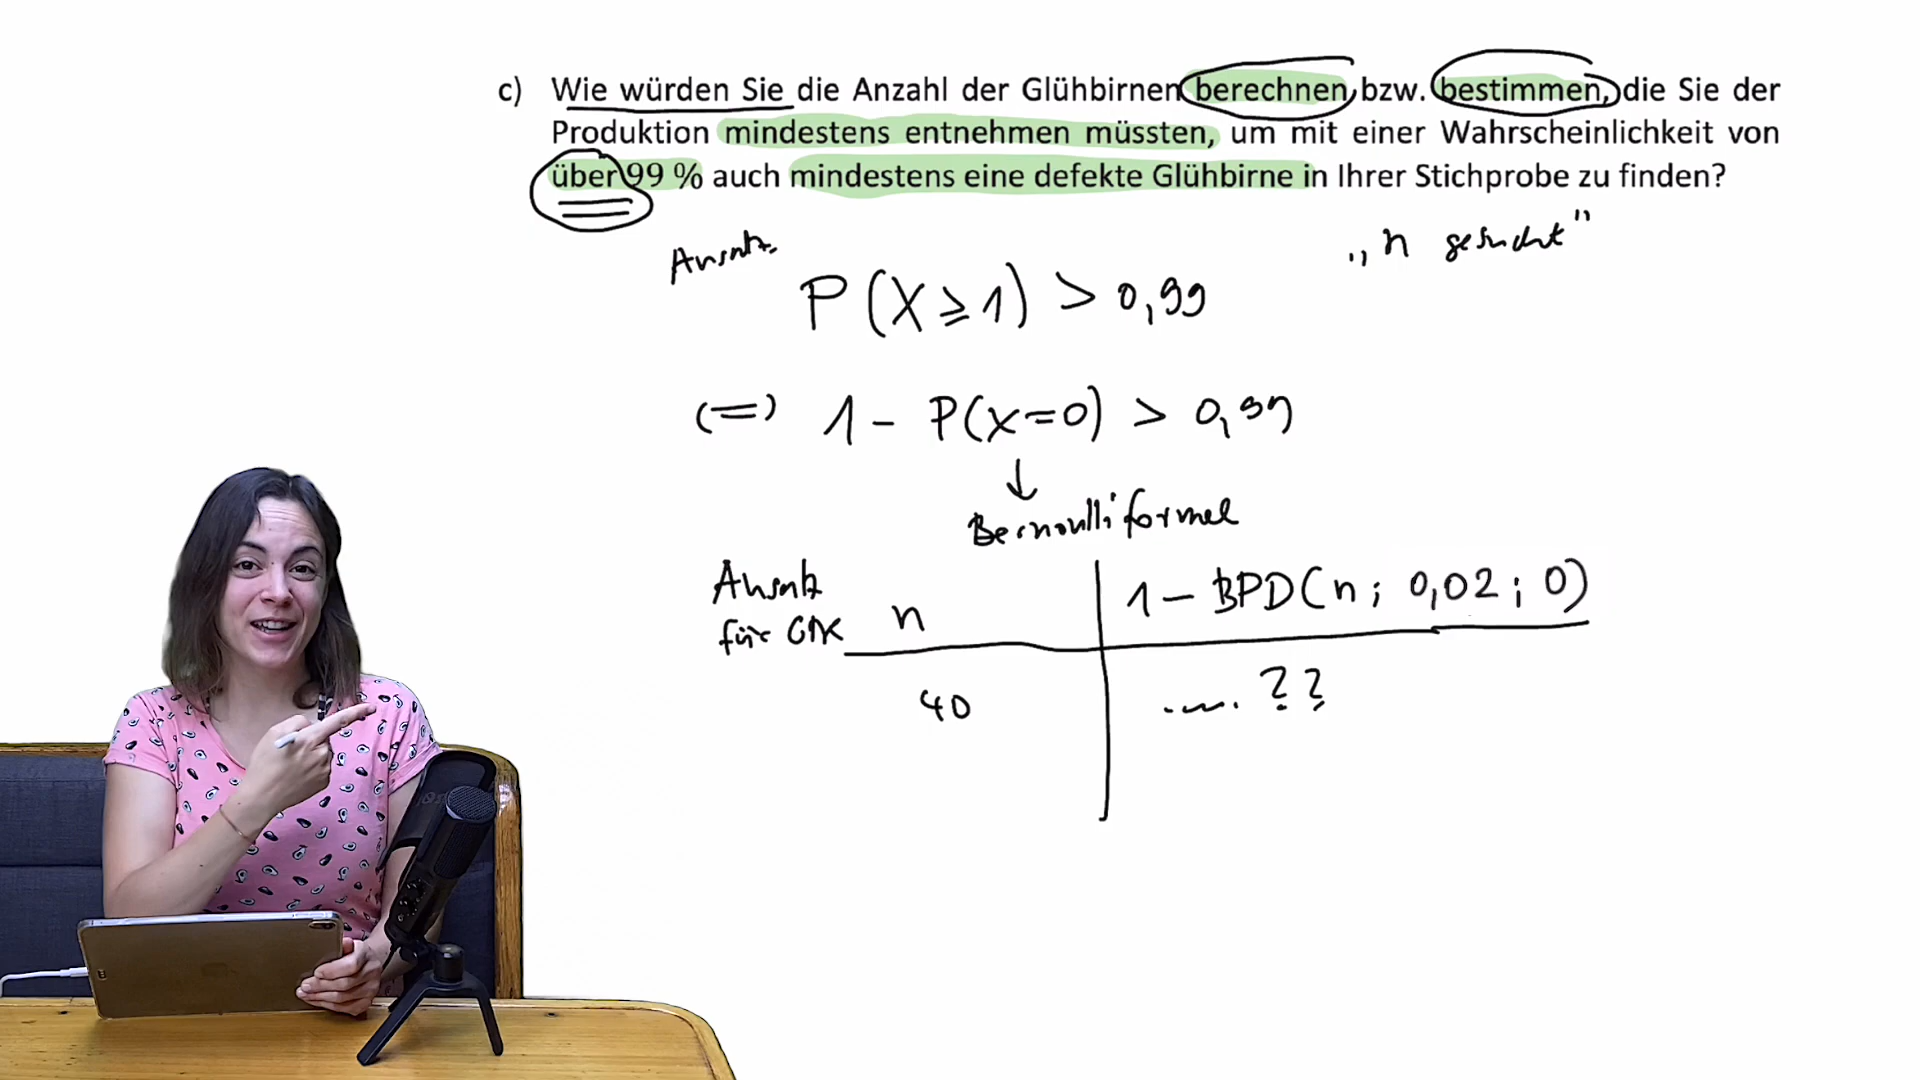 c) Wie würden Sie die Anzahl der Glühbirnen berechnen, bzw. bestimmen, die Sie der
Produktion mindestens entnehmen müssten, um mit einer Wahrscheinlichkeit von
über 99 % auch mindestens eine defekte Glühbirne in Ihrer Stichprobe zu finden?
Ansatz
„n gesucht"
P(X ≥ 1) > 0,99
(=) 1 - P(X=0) > 0,99
↓
Bernoulliformel
Ansatz
für GTR
n
1 - BPD(n; 0,02; 0)
40
..... ??